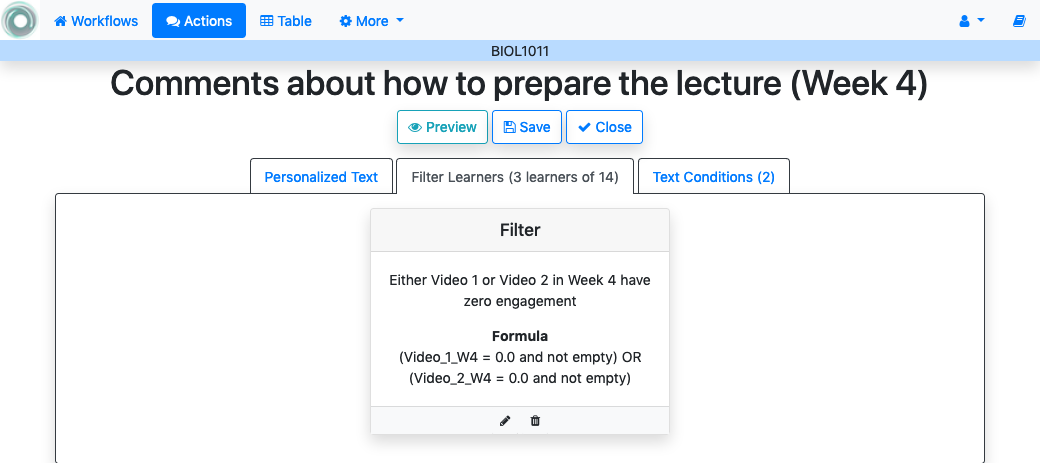 Workflows Actions Table More
BIOL1011
Comments about how to prepare the lecture (Week 4)
Preview Save Close
Personalized Text Filter Learners (3 learners of 14) Text Conditions (2)
Filter
Either Video 1 or Video 2 in Week 4 have
zero engagement
Formula
(Video_1_W4 = 0.0 and not empty) OR
(Video_2_W4 = 0.0 and not empty)